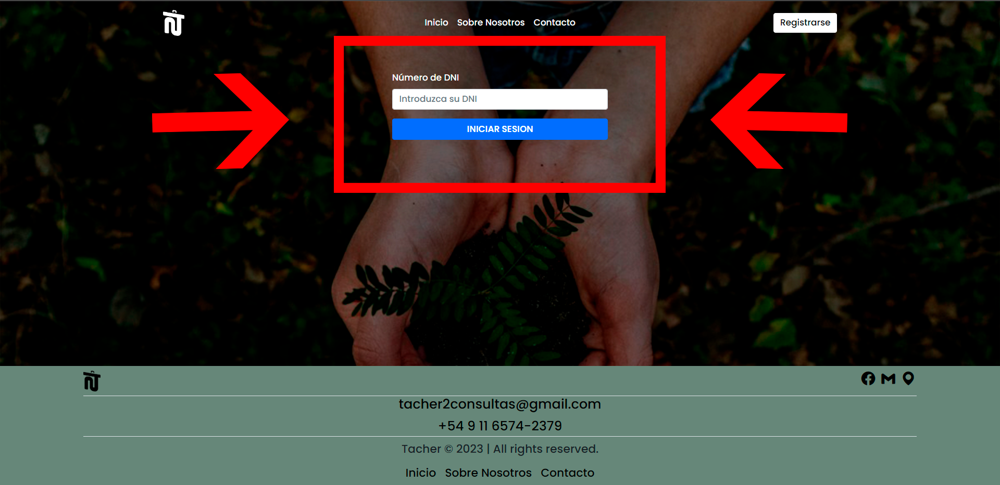 Inicio Sobre Nosotros Contacto
Registrarse
Número de DNI
Introduzca su DNI
INICIAR SESION
tacher2consultas@gmail.com
+54 9 11 6574-2379
Tacher © 2023 | All rights reserved.
Inicio Sobre Nosotros Contacto